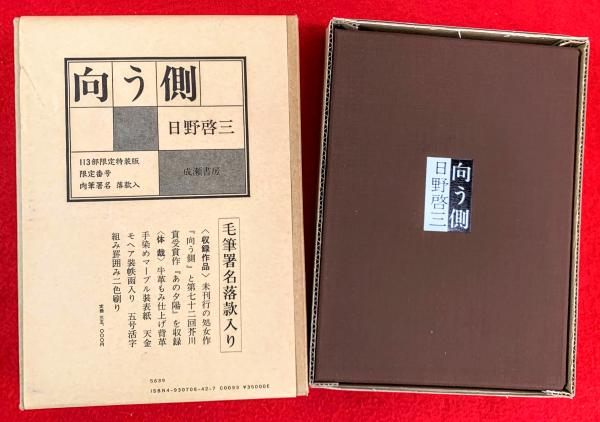 向う側
日野啓三
113部限定特装版
限定番号
肉筆署名 落款入
成瀬書房
毛筆署名落款入り
〈収録作品〉 未刊行の処女作
『向う側』と第七十二回芥川
賞受賞作『あの夕陽』を収録
〈体 裁〉 牛革もみ仕上げ背革
手染めマーブル装表紙 天金
モヘア装帙函入り 五号活字
組み罫囲み二色刷り
5639
ISBN4-930708-42-7 C0093 ¥35000E
向う側
日野啓三